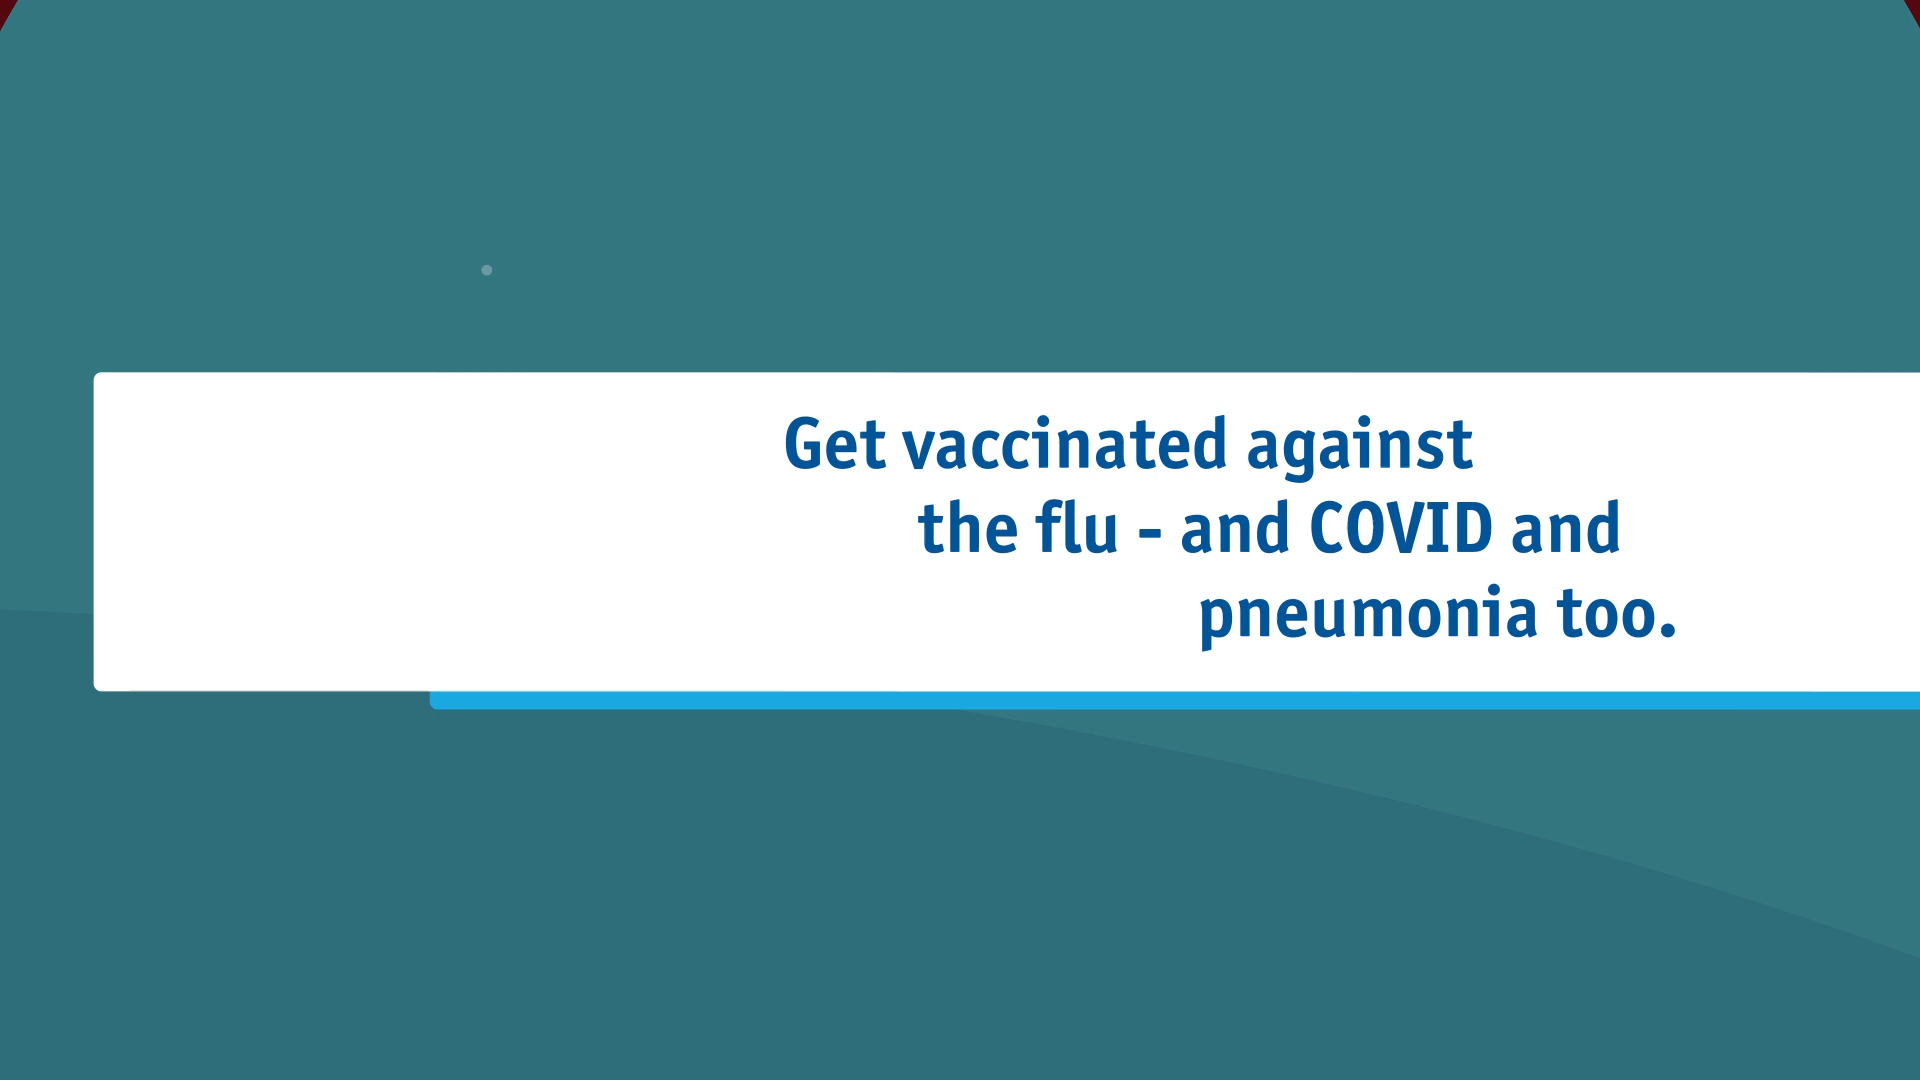 Get vaccinated against
the flu - and COVID and
pneumonia too.